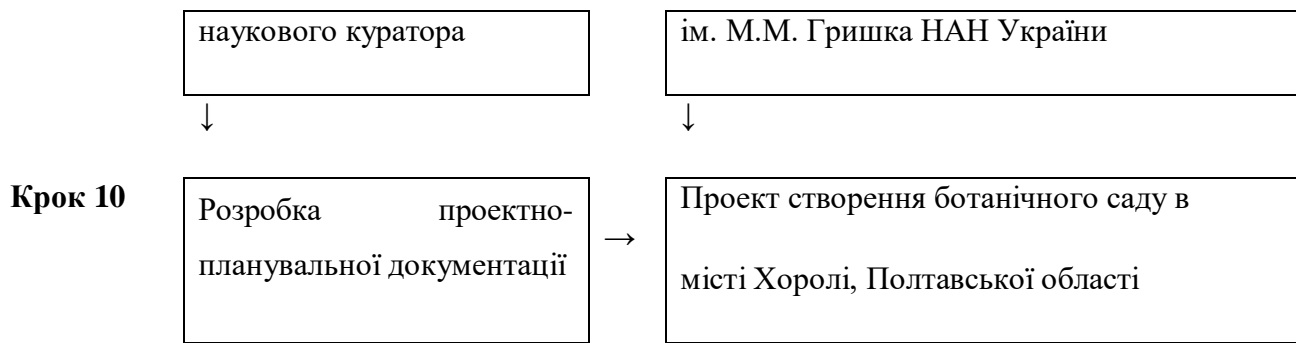 наукового куратора
ім. М.М. Гришка НАН України
↓
↓
Крок 10
Розробка проектно-
планувальної документації
→
Проект створення ботанічного саду в
місті Хоролі, Полтавської області